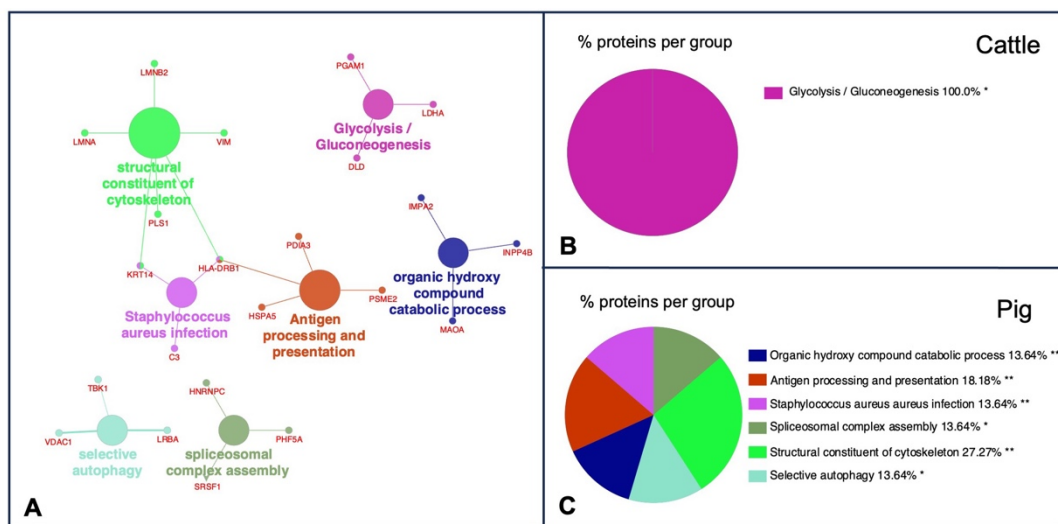 LMNB2
LMNA
VIM
structural
constituent of
cytoskeleton
PLS1
KRT14
HLA-DRB1
Staphylococcus
aureus infection
C3
PGAM1
LDHA
Glycolysis /
Gluconeogenesis
DLD
IMPA2
INPP4B
organic hydroxy
compound
catabolic process
MAOA
PDIA3
PSME2
HSPA5
Antigen
processing and
presentation
TBK1
VDAC1
LRBA
selective
autophagy
HNRNPC
PHF5A
spliceosomal
complex assembly
SRSF1
A
% proteins per group
Cattle
Glycolysis / Gluconeogenesis 100.0% *
B
% proteins per group
Pig
Organic hydroxy compound catabolic process 13.64% **
Antigen processing and presentation 18.18% **
Staphylococcus aureus aureus infection 13.64% **
Spliceosomal complex assembly 13.64% *
Structural constituent of cytoskeleton 27.27% **
Selective autophagy 13.64% *
C